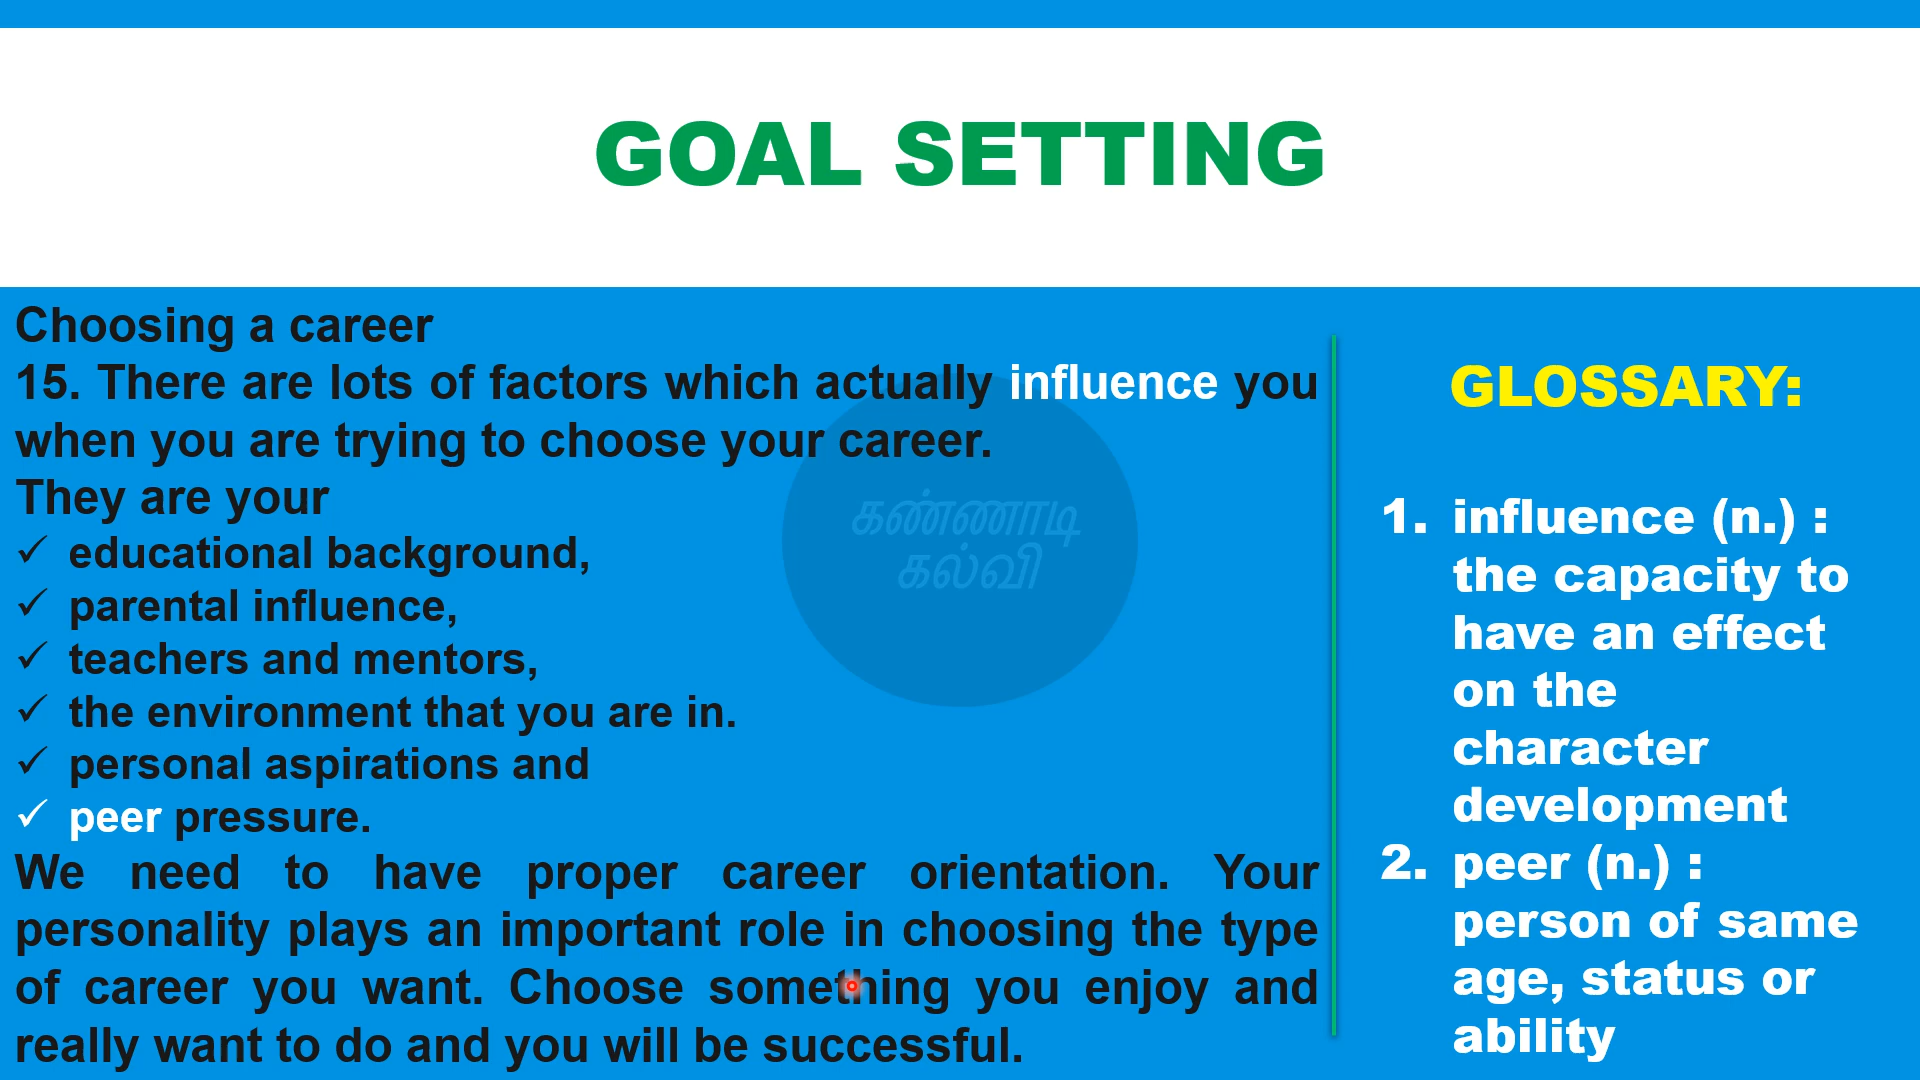 GOAL SETTING
Choosing a career
15. There are lots of factors which actually influence you
when you are trying to choose your career.
They are your
✓ educational background,
✓ parental influence,
✓ teachers and mentors,
✓ the environment that you are in.
✓ personal aspirations and
✓ peer pressure.
We need to have proper career orientation. Your
personality plays an important role in choosing the type
of career you want. Choose something you enjoy and
really want to do and you will be successful.
கண்ணாடி
கல்வி
GLOSSARY:
1. influence (n.) :
the capacity to
have an effect
on the
character
development
2. peer (n.) :
person of same
age, status or
ability